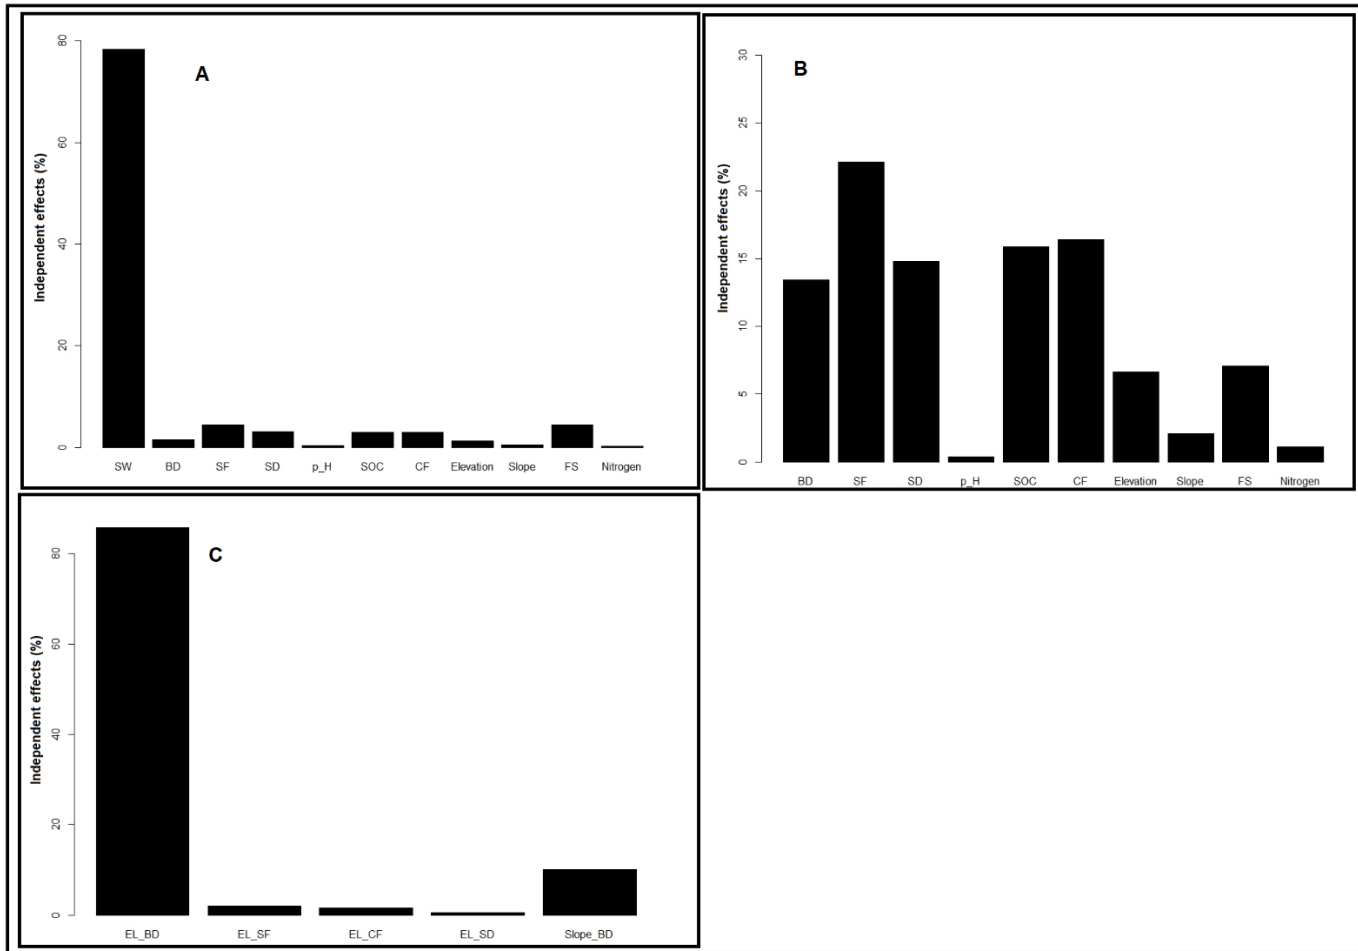 A
Independent effects (%)
80
60
40
20
0
SW BD SF SD p_H SOC CF Elevation Slope FS Nitrogen
B
Independent effects (%)
30
25
20
15
10
5
0
BD SF SD p_H SOC CF Elevation Slope FS Nitrogen
C
Independent effects (%)
80
60
40
20
0
EL_BD EL_SF EL_CF EL_SD Slope_BD